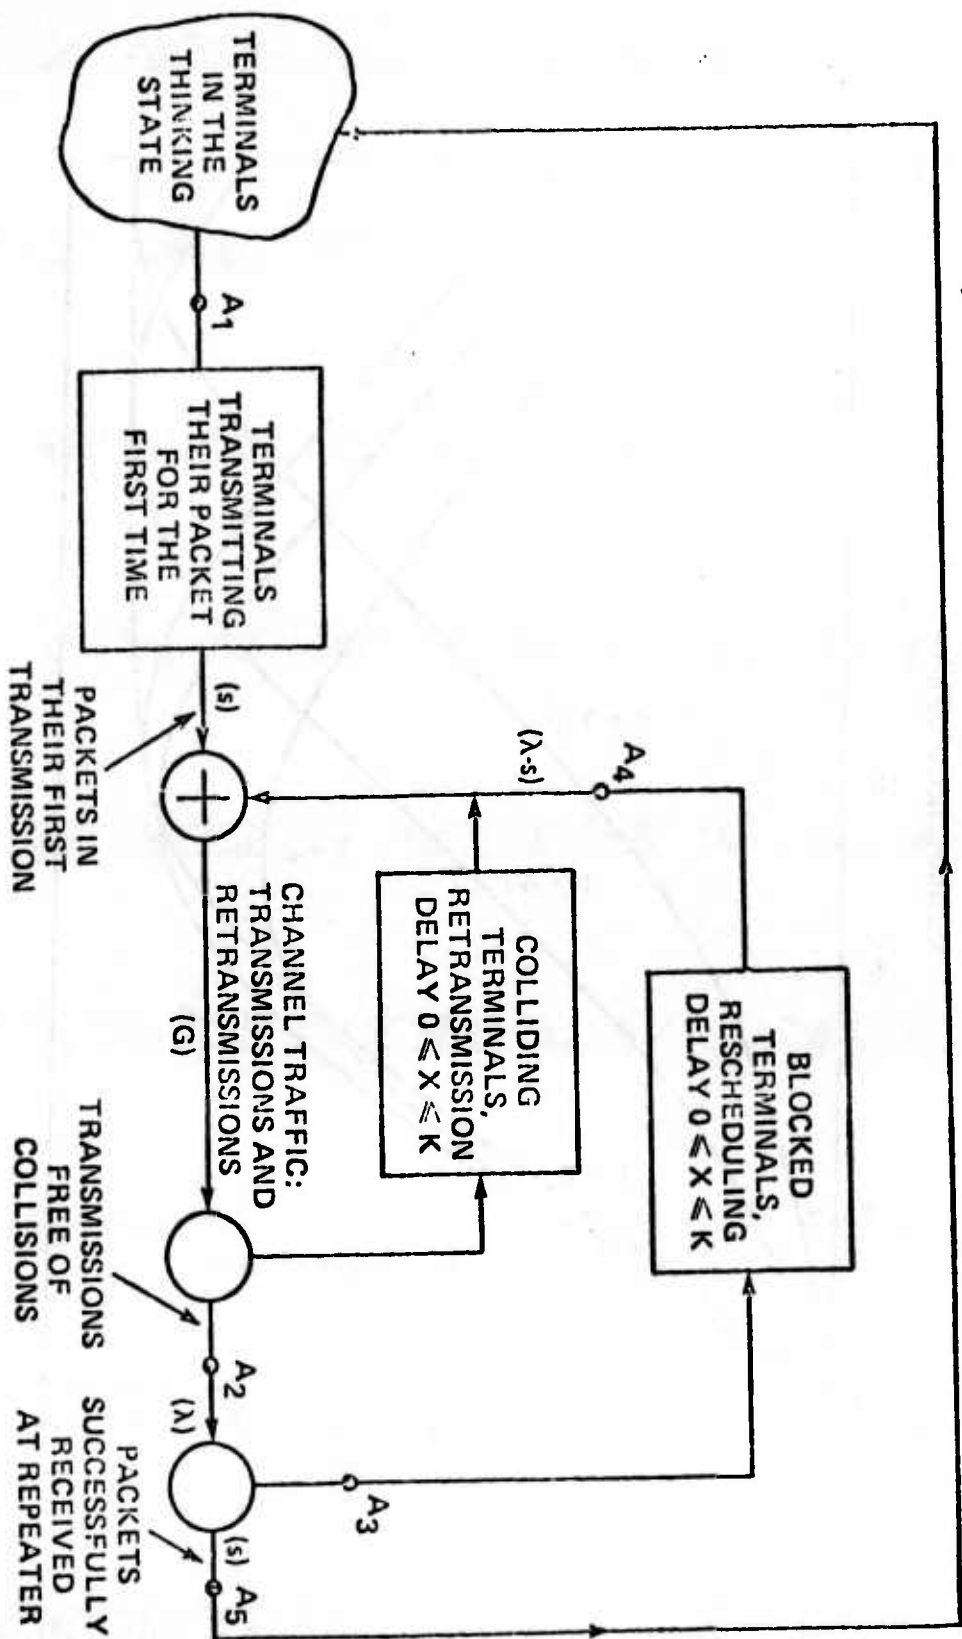 TERMINALS
IN THE
THINKING
STATE
A1
TERMINALS
TRANSMITTING
THEIR PACKET
FOR THE
FIRST TIME
(s)
PACKETS IN
THEIR FIRST
TRANSMISSION
(λ-s)
A4
CHANNEL TRAFFIC:
TRANSMISSIONS AND
RETRANSMISSIONS
(G)
COLLIDING
TERMINALS,
RETRANSMISSION
DELAY 0 ⩽ X ⩽ K
BLOCKED
TERMINALS,
RESCHEDULING
DELAY 0 ⩽ X ⩽ K
TRANSMISSIONS
FREE OF
COLLISIONS
A2
(λ)
A3
PACKETS
SUCCESSFULLY
RECEIVED
AT REPEATER
(s)
A5